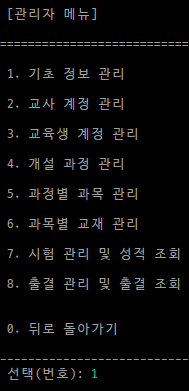 [관리자 메뉴]
========================
1. 기초 정보 관리
2. 교사 계정 관리
3. 교육생 계정 관리
4. 개설 과정 관리
5. 과정별 과목 관리
6. 과목별 교재 관리
7. 시험 관리 및 성적 조회
8. 출결 관리 및 출결 조회
0. 뒤로 돌아가기
------------------------
선택(번호): 1